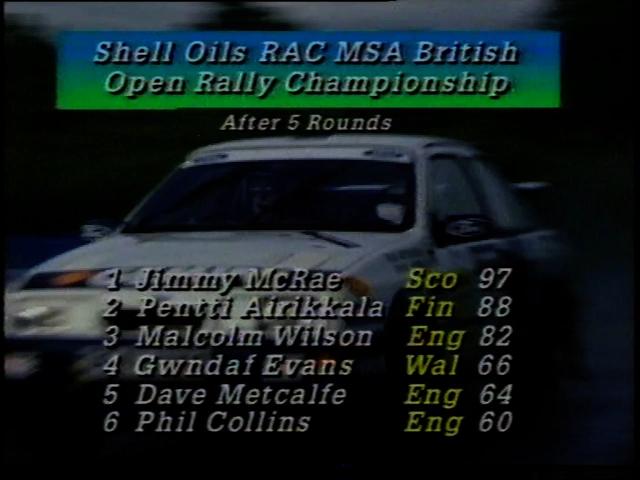 Shell Oils RAC MSA British
Open Rally Championship
After 5 Rounds
1 Jimmy McRae Sco 97
2 Pentti Airikkala Fin 88
3 Malcolm Wilson Eng 82
4 Gwndaf Evans Wal 66
5 Dave Metcalfe Eng 64
6 Phil Collins Eng 60